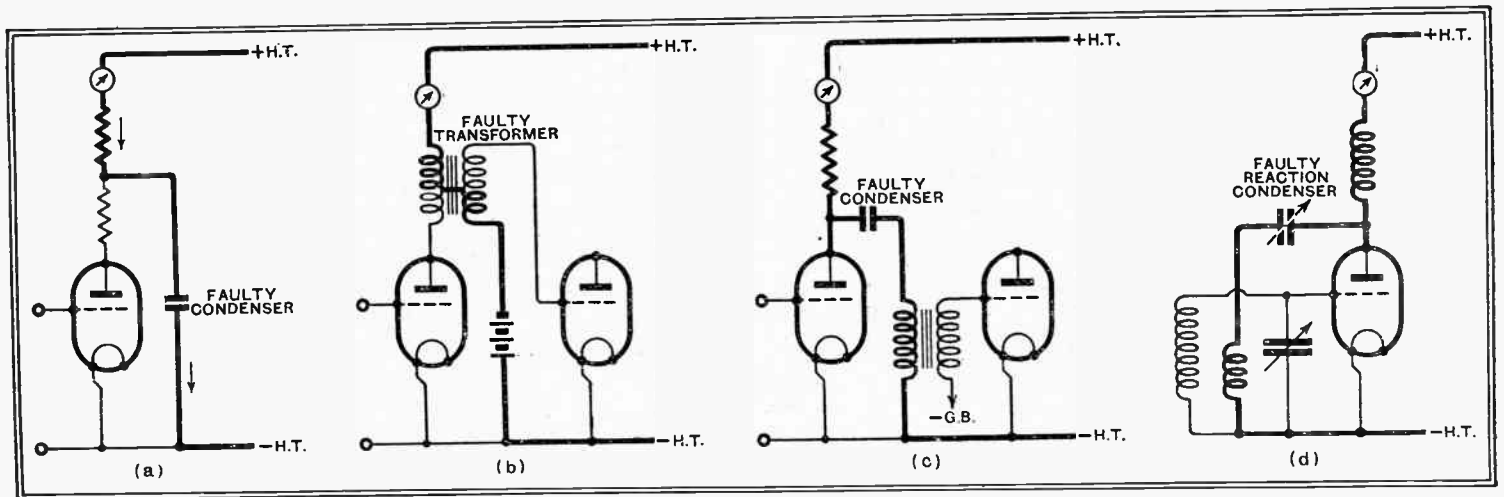 +H.T.
FAULTY
CONDENSER
-H.T.
(a)
+H.T.
FAULTY
TRANSFORMER
-H.T.
(b)
+H.T.
FAULTY
CONDENSER
-G.B.
-H.T.
(c)
+H.T.
FAULTY
REACTION
CONDENSER
-H.T.
(d)